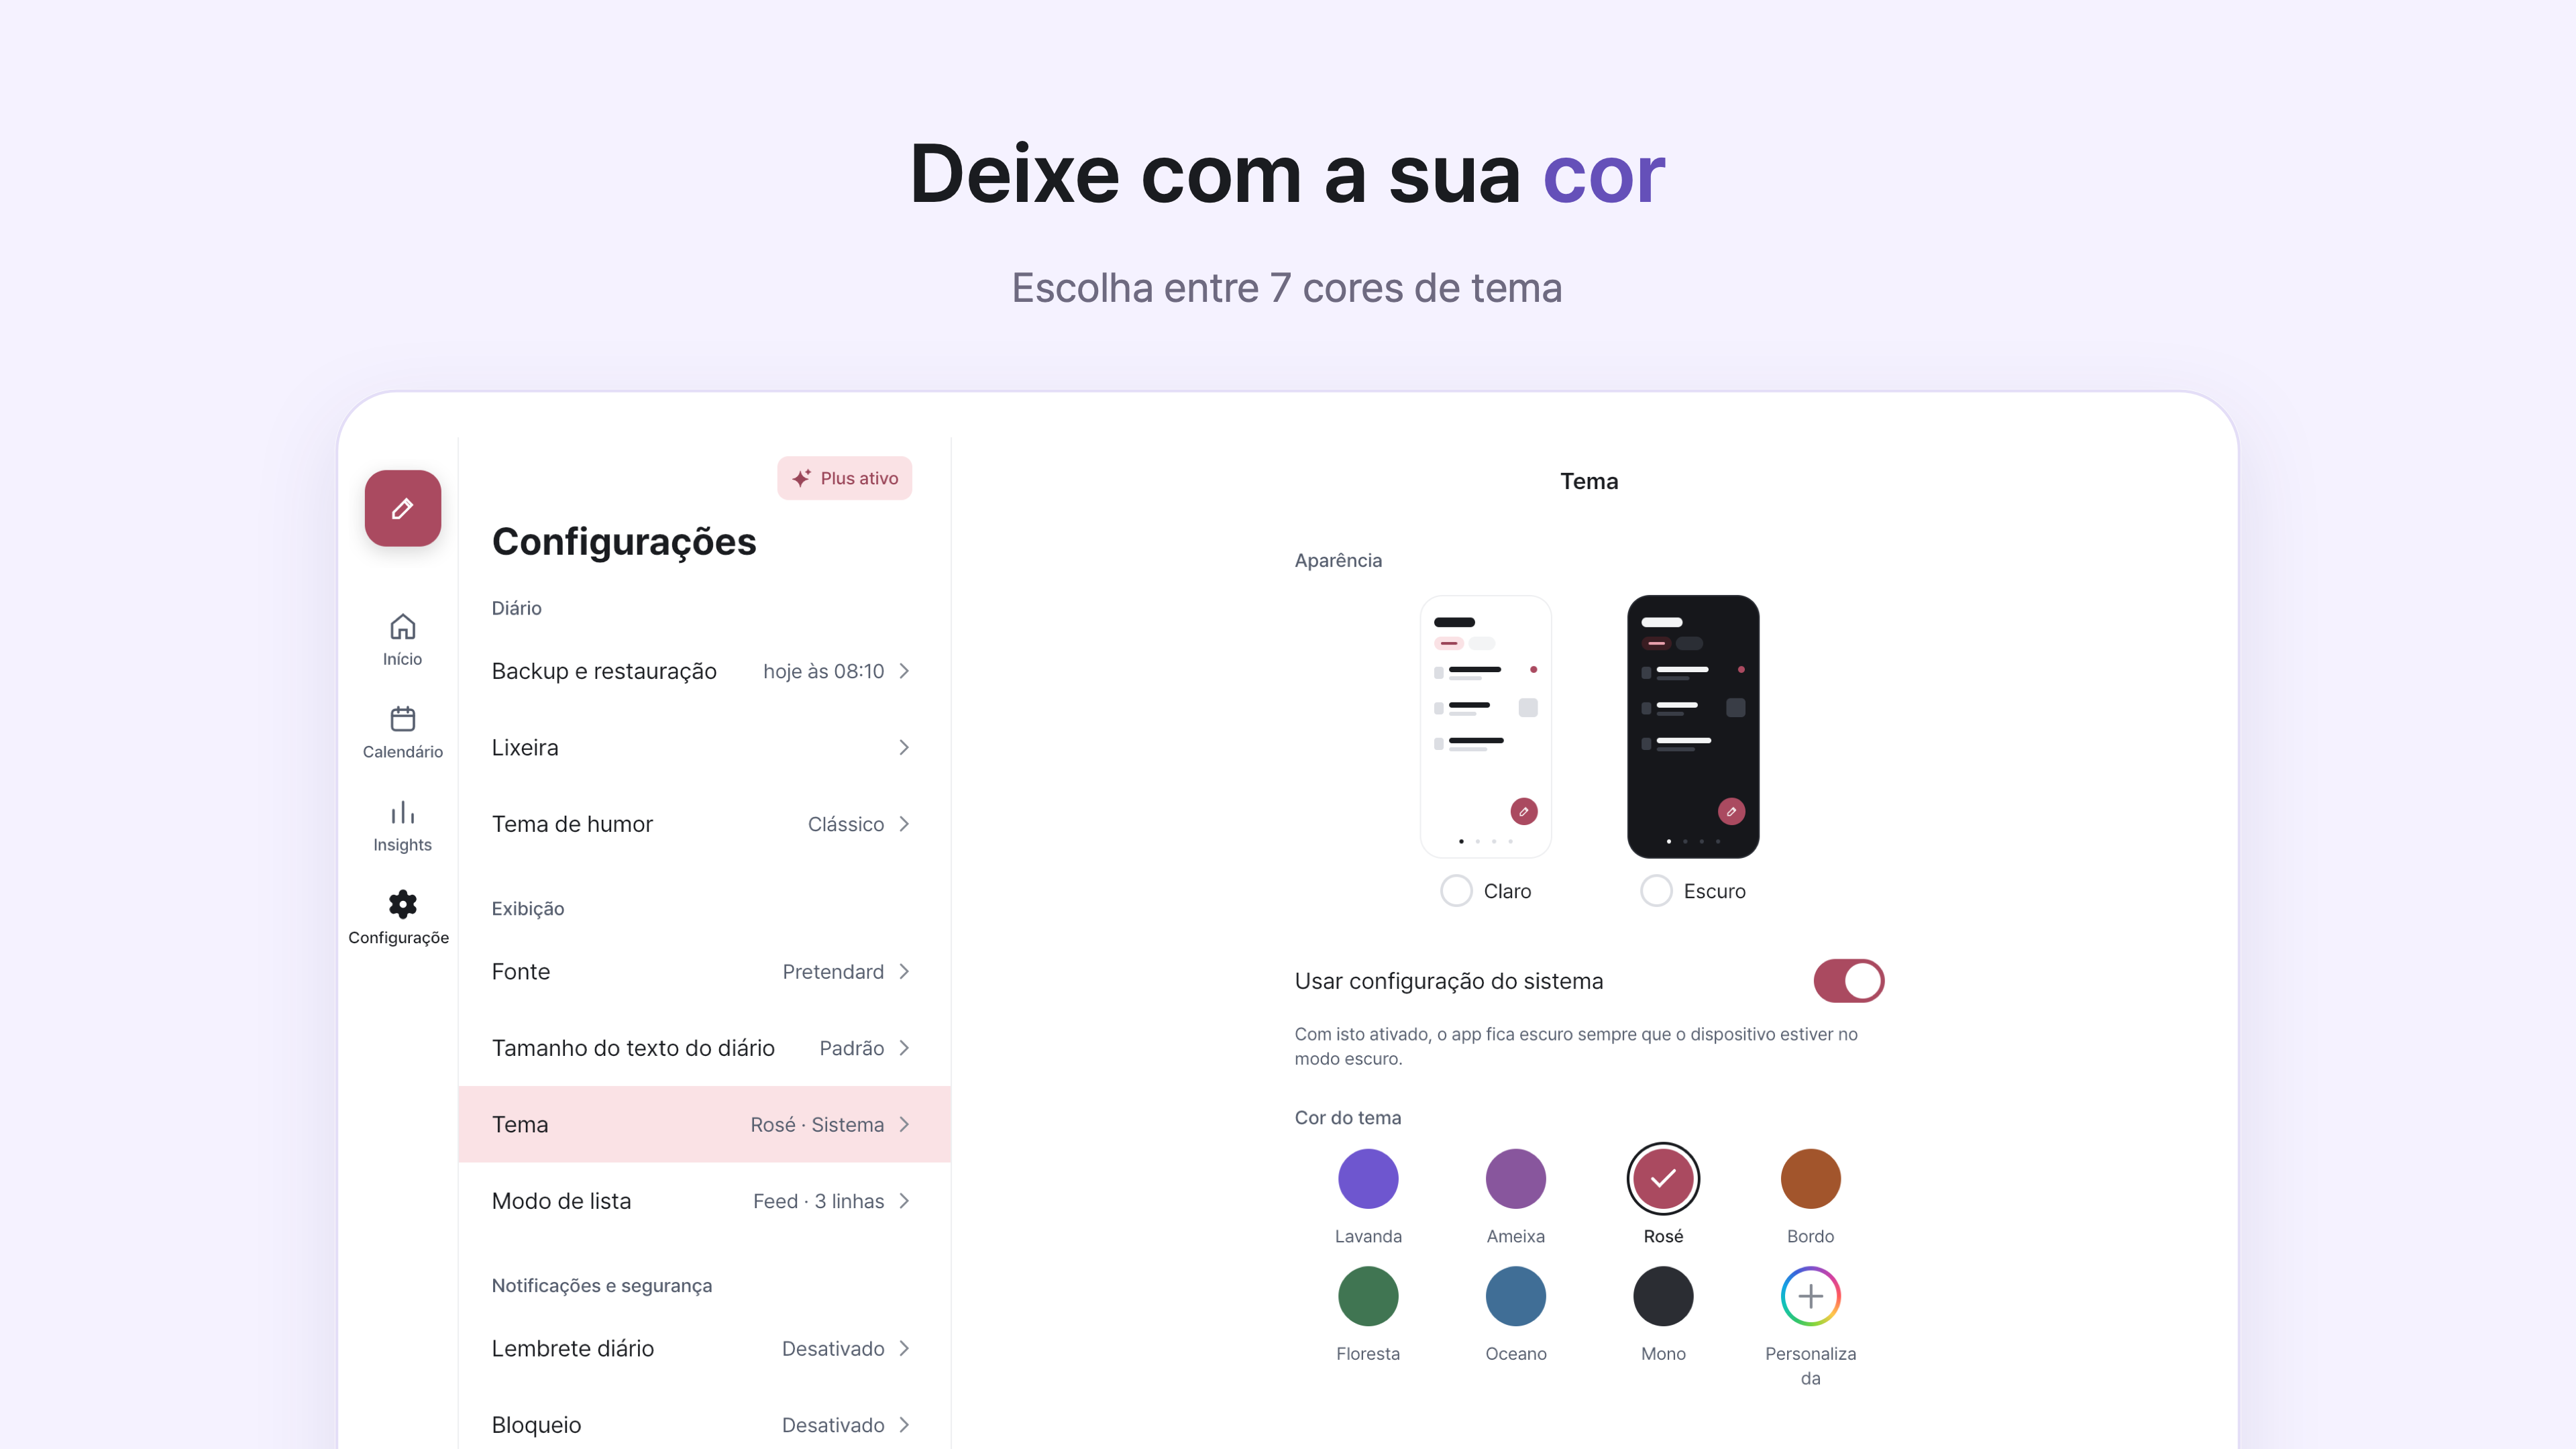 Deixe com a sua cor
Escolha entre 7 cores de tema
Início
Calendário
Insights
Configuraçõe
Plus ativo
Configurações
Diário
Backup e restauração hoje às 08:10
Lixeira
Tema de humor Clássico
Exibição
Fonte Pretendard
Tamanho do texto do diário Padrão
Tema Rosé · Sistema
Modo de lista Feed · 3 linhas
Notificações e segurança
Lembrete diário Desativado
Bloqueio Desativado
Tema
Aparência
Claro Escuro
Usar configuração do sistema
Com isto ativado, o app fica escuro sempre que o dispositivo estiver no
modo escuro.
Cor do tema
Lavanda Ameixa Rosé Bordo
Floresta Oceano Mono Personaliza
da